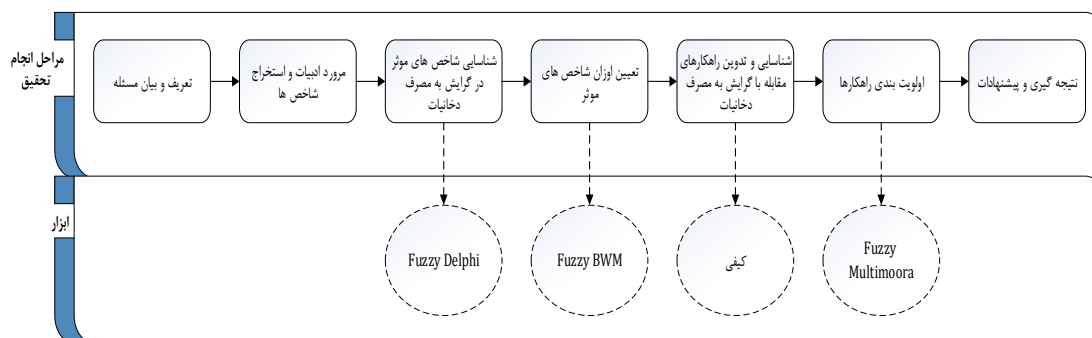 مراحل انجام
تحقیق
تعریف و بیان مسئله
مرورد ادبیات و استخراج
شاخص ها
شناسایی شاخص های موثر
در گرایش به مصرف
دخانیات
تعیین اوزان شاخص های
موثر
شناسایی و تدوین راهکارهای
مقابله با گرایش به مصرف
دخانیات
اولویت بندی راهکارها
نتیجه گیری و پیشنهادات
ابزار
Fuzzy Delphi
Fuzzy BWM
کیفی
Fuzzy
Multimoora